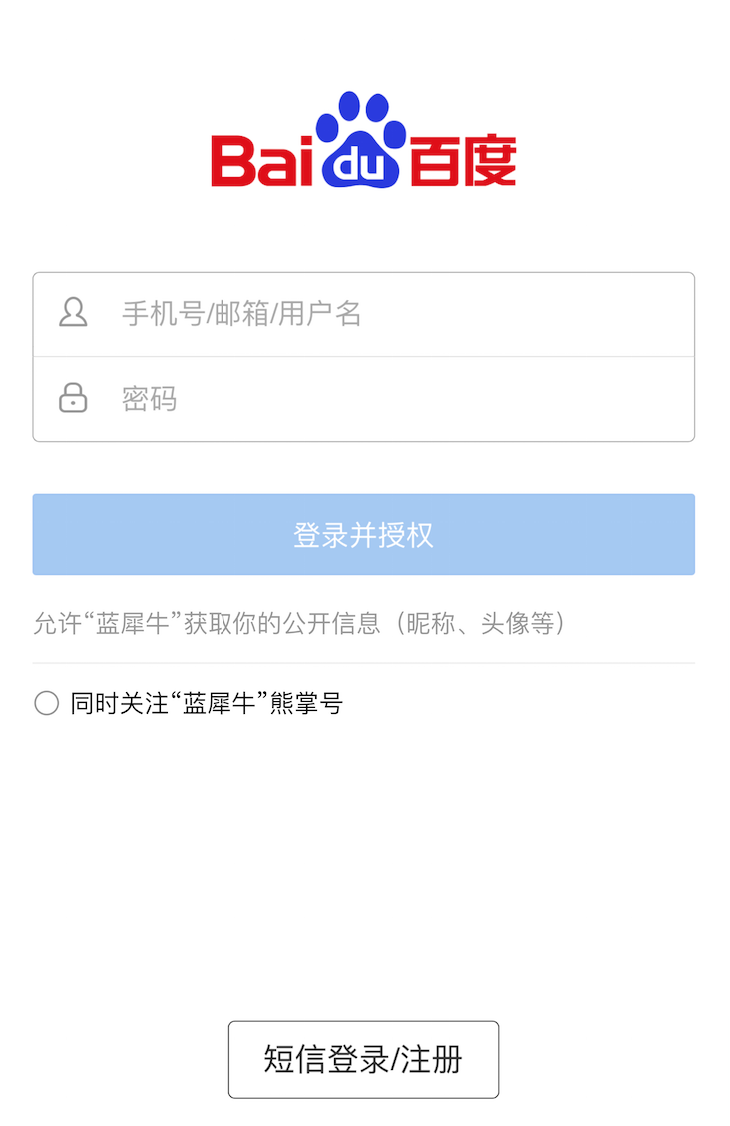 Baidu百度
手机号/邮箱/用户名
密码
登录并授权
允许“蓝犀牛”获取你的公开信息（昵称、头像等）
同时关注“蓝犀牛”熊掌号
短信登录/注册